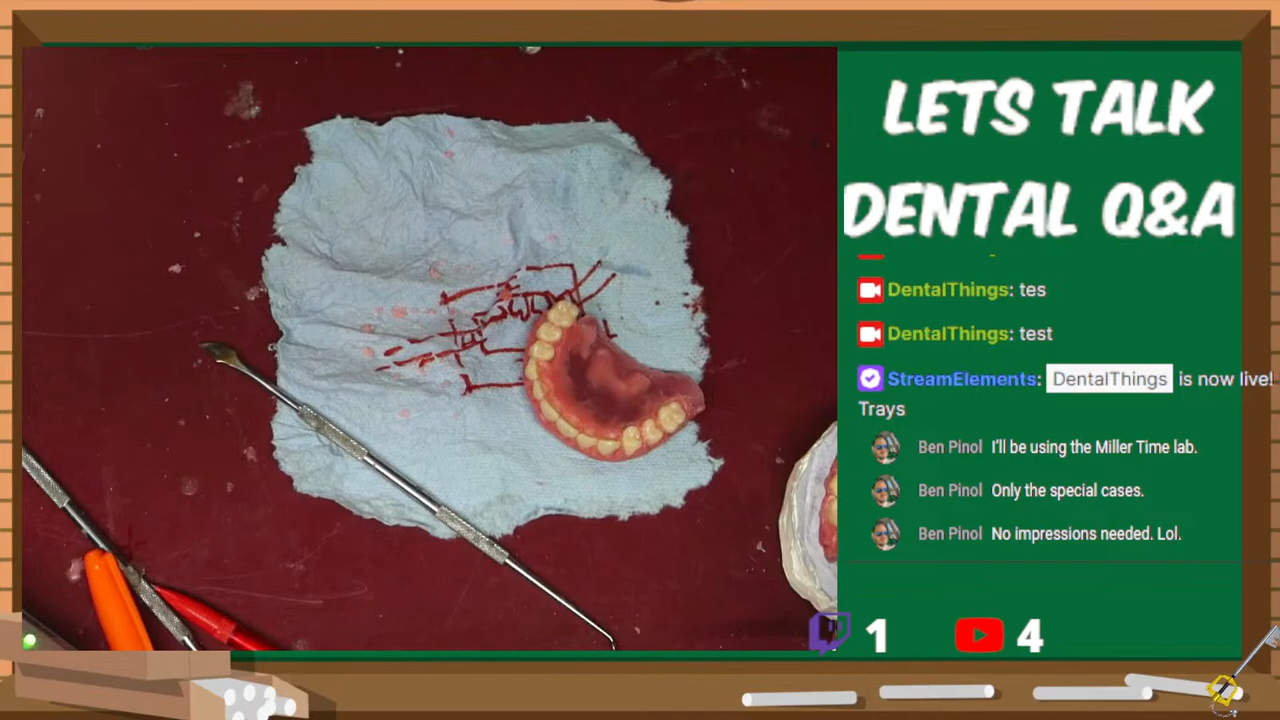 LETS TALK
DENTAL Q&A
DentalThings: tes
DentalThings: test
StreamElements: DentalThings is now live!
Trays
Ben Pinol I'll be using the Miller Time lab.
Ben Pinol Only the special cases.
Ben Pinol No impressions needed. Lol.
1 4